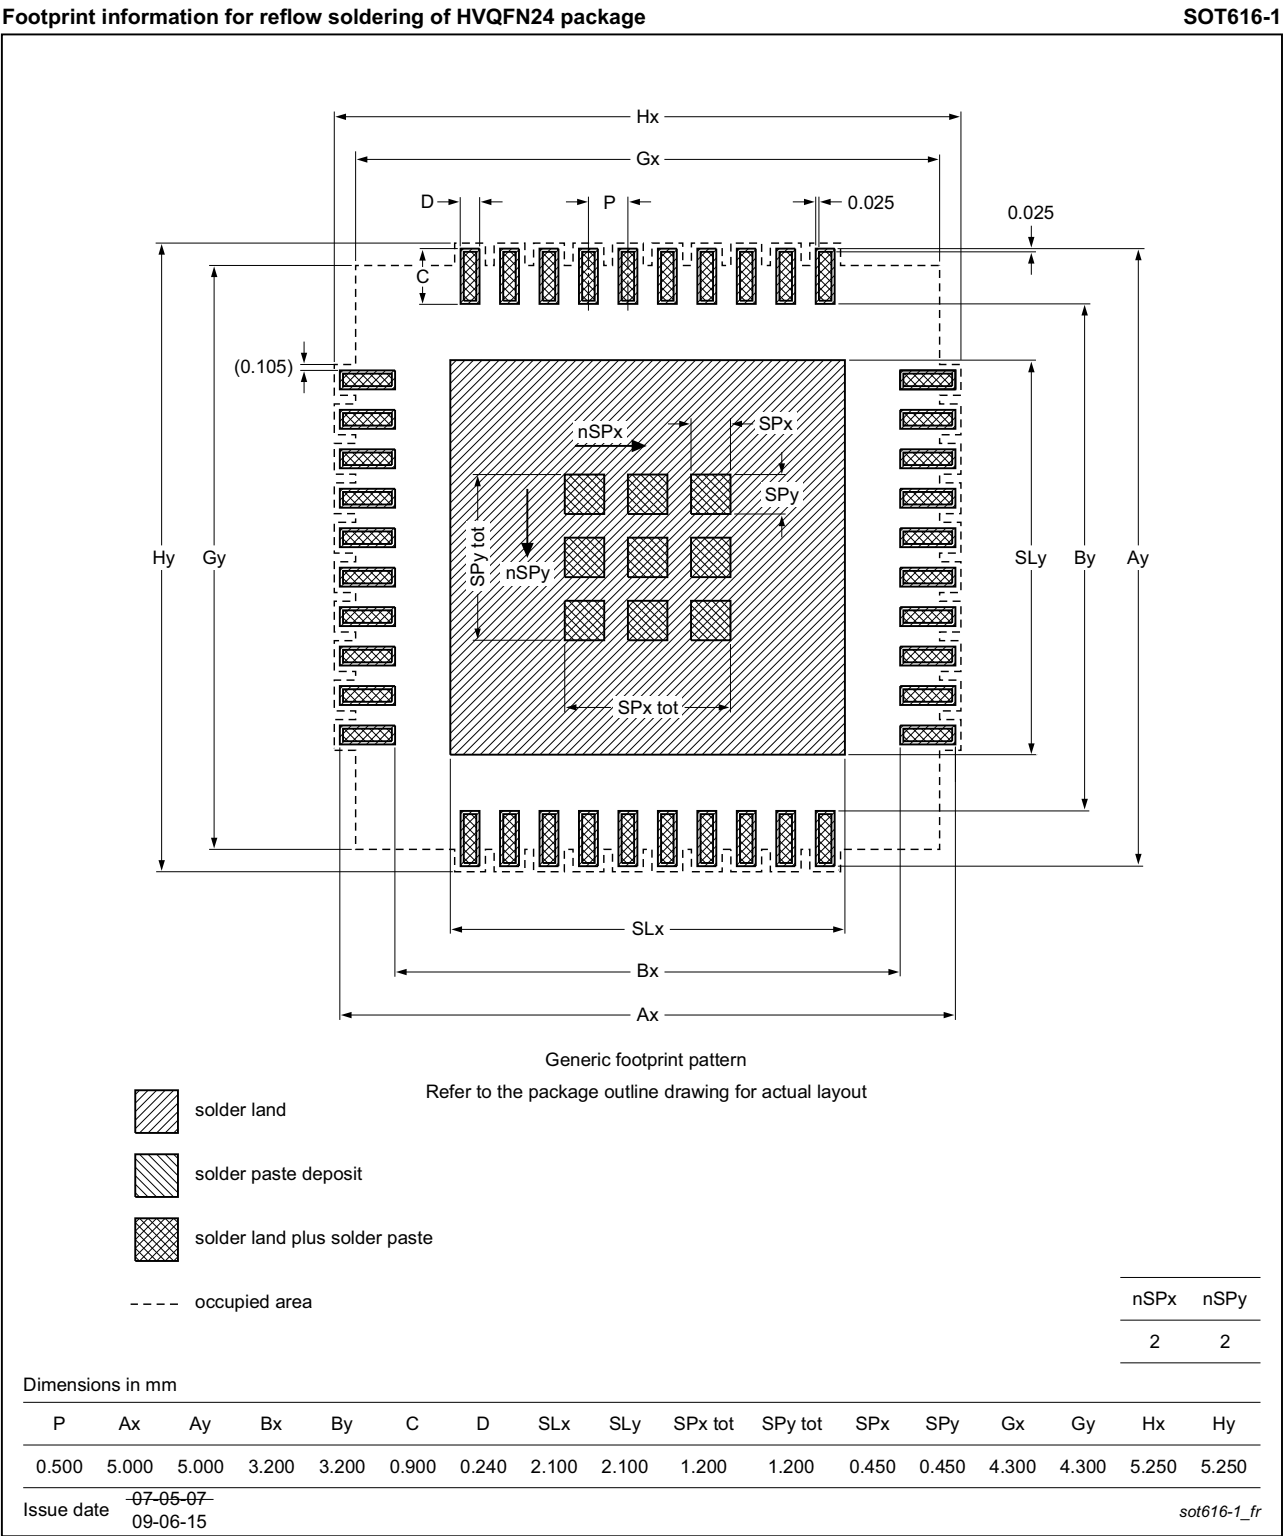 Footprint information for reflow soldering of HVQFN24 package SOT616-1
Hx
Gx
D P 0.025
0.025
C
(0.105)
nSPx SPx
SPy
SPy tot
nSPy
Hy Gy SLy By Ay
SPx tot
SLx
Bx
Ax
Generic footprint pattern
Refer to the package outline drawing for actual layout
solder land
solder paste deposit
solder land plus solder paste
occupied area
nSPx nSPy
2 2
Dimensions in mm
P Ax Ay Bx By C D SLx SLy SPx tot SPy tot SPx SPy Gx Gy Hx Hy
0.500 5.000 5.000 3.200 3.200 0.900 0.240 2.100 2.100 1.200 1.200 0.450 0.450 4.300 4.300 5.250 5.250
Issue date 07-05-07
09-06-15
sot616-1_fr